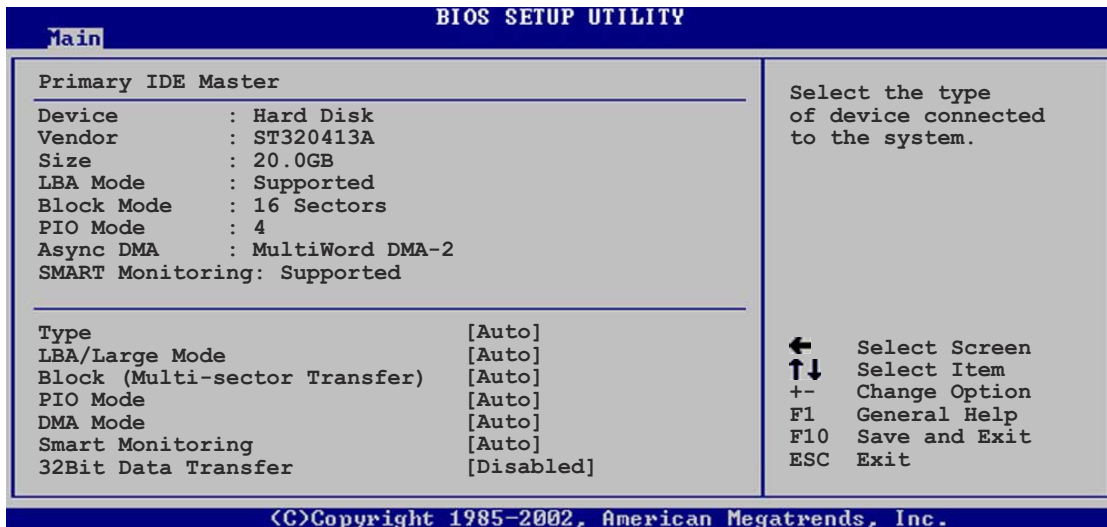 BIOS SETUP UTILITY
Main
Primary IDE Master
Device : Hard Disk
Vendor : ST320413A
Size : 20.0GB
LBA Mode : Supported
Block Mode : 16 Sectors
PIO Mode : 4
Async DMA : MultiWord DMA-2
SMART Monitoring: Supported
Type [Auto]
LBA/Large Mode [Auto]
Block (Multi-sector Transfer) [Auto]
PIO Mode [Auto]
DMA Mode [Auto]
Smart Monitoring [Auto]
32Bit Data Transfer [Disabled]
Select the type
of device connected
to the system.
← Select Screen
↑↓ Select Item
+- Change Option
F1 General Help
F10 Save and Exit
ESC Exit
(C)Copyright 1985-2002, American Megatrends, Inc.